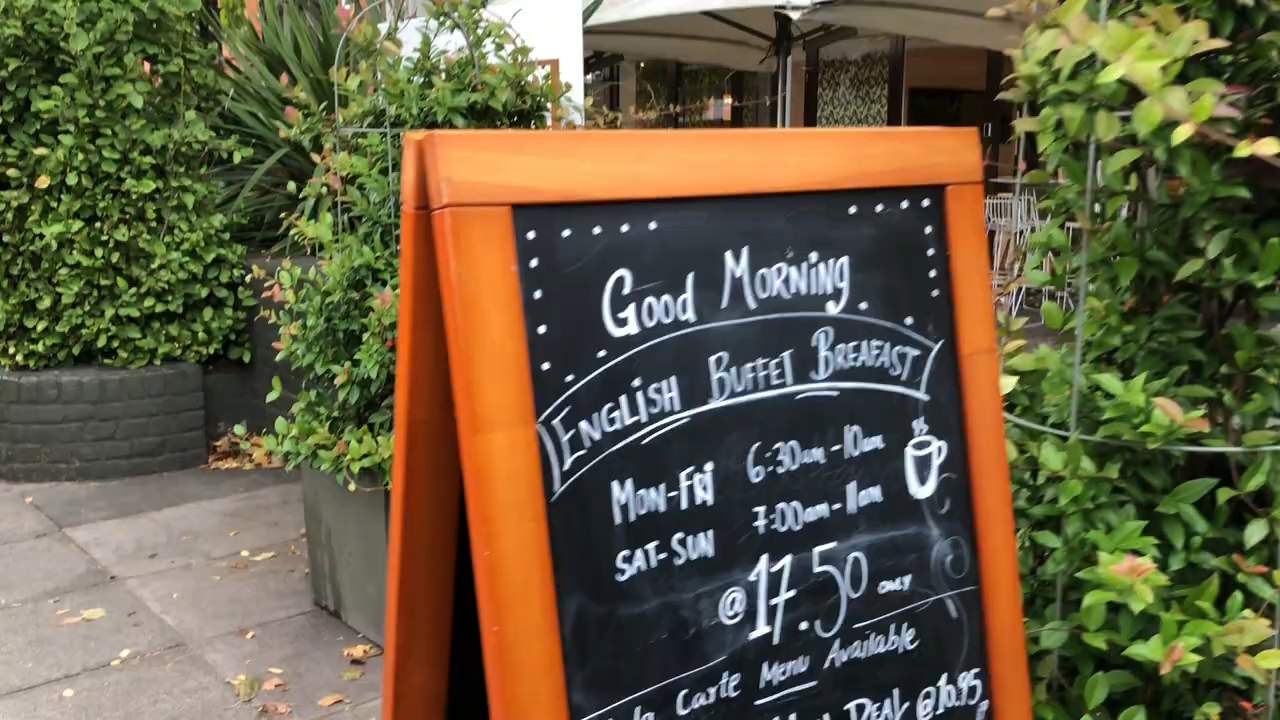 Good Morning
English Buffet Breafast
Mon-Fri 6:30am-10am
Sat-Sun 7:00am-11am
@17.50 only
Carte Menu Available
Deal @16.95